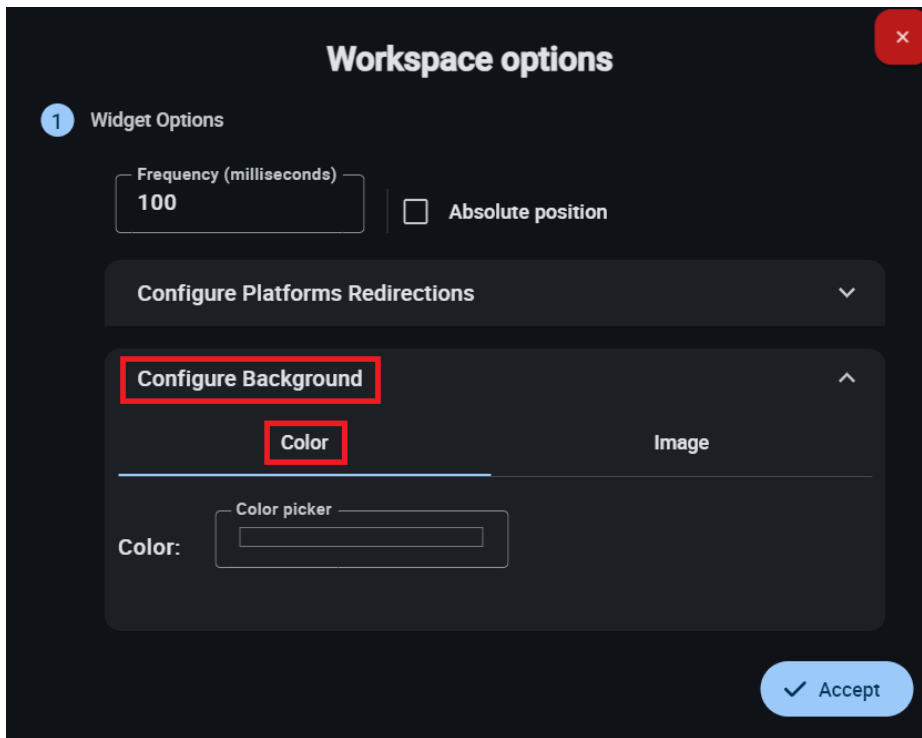 Workspace options
1 Widget Options
Frequency (milliseconds)
100
Absolute position
Configure Platforms Redirections
Configure Background
Color Image
Color picker
Color:
Accept